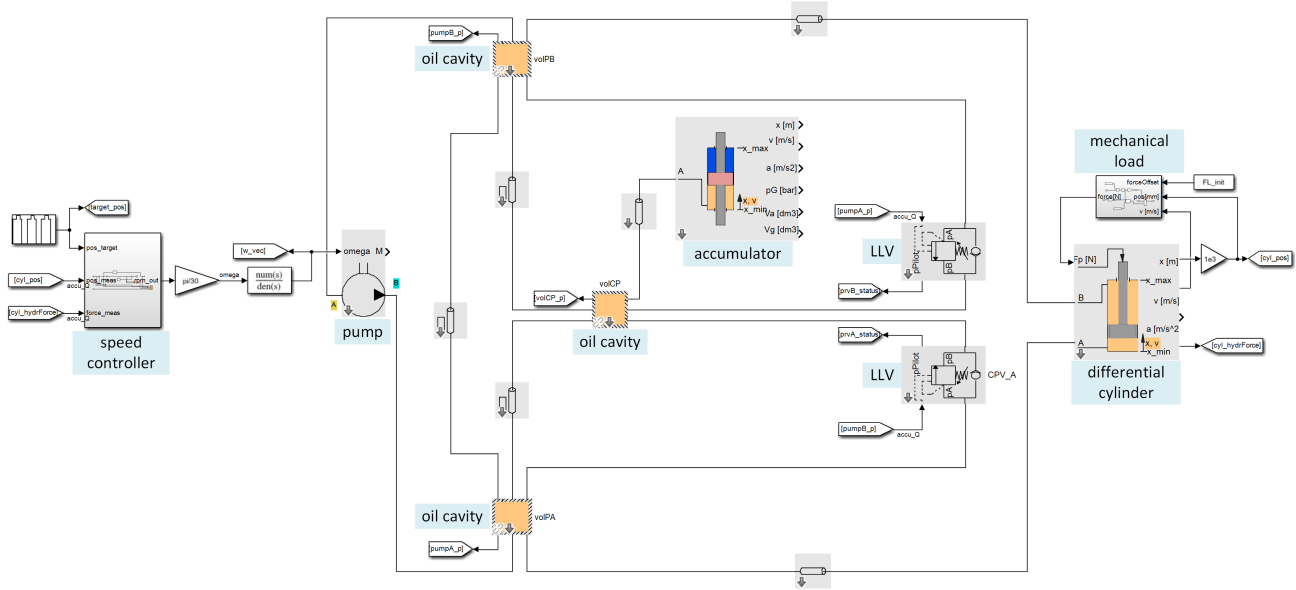 [pumpB_p]
oil cavity
volPB
x [m]
v [m/s]
x_max
a [m/s2]
A
pG [bar]
x, v
x_min
Va [dm3]
Vg [dm3]
accumulator
mechanical
load
forceOffset
force[N]
pos[mm]
v [m/s]
FL_init
[target_pos]
pos_target
[cyl_pos]
pos_meas
rpm_out
accu_Q
[cyl_hydrForce]
force_meas
accu_Q
speed
controller
pi/30
omega
num(s)
den(s)
[w_vec]
omega
M
A
B
pump
[pumpA_p]
accu_Q
LLV
pPilot
pA
pB
[prvB_status]
volCP
[volCP_p]
oil cavity
[prvA_status]
LLV
pPilot
pB
pA
CPV_A
[pumpB_p]
accu_Q
Fp [N]
x [m]
x_max
B
v [m/s]
a [m/s^2
A
x, v
x_min
1e3
[cyl_pos]
[cyl_hydrForce]
differential
cylinder
oil cavity
volPA
[pumpA_p]